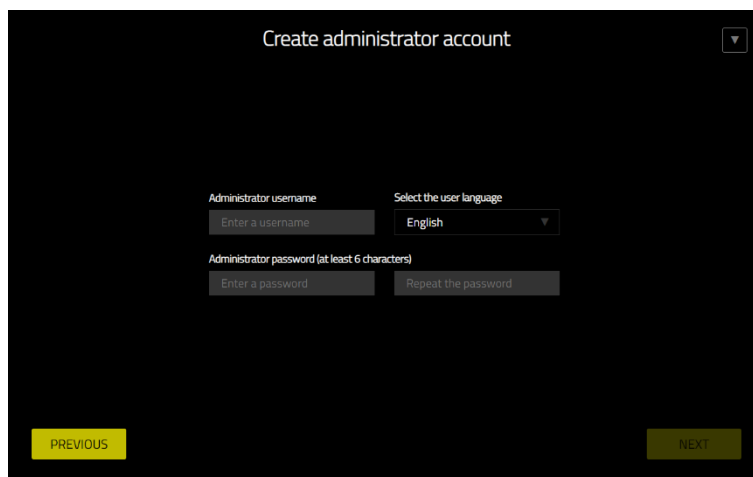 Create administrator account
Administrator username
Select the user language
Enter a username
English
Administrator password (at least 6 characters)
Enter a password
Repeat the password
PREVIOUS
NEXT